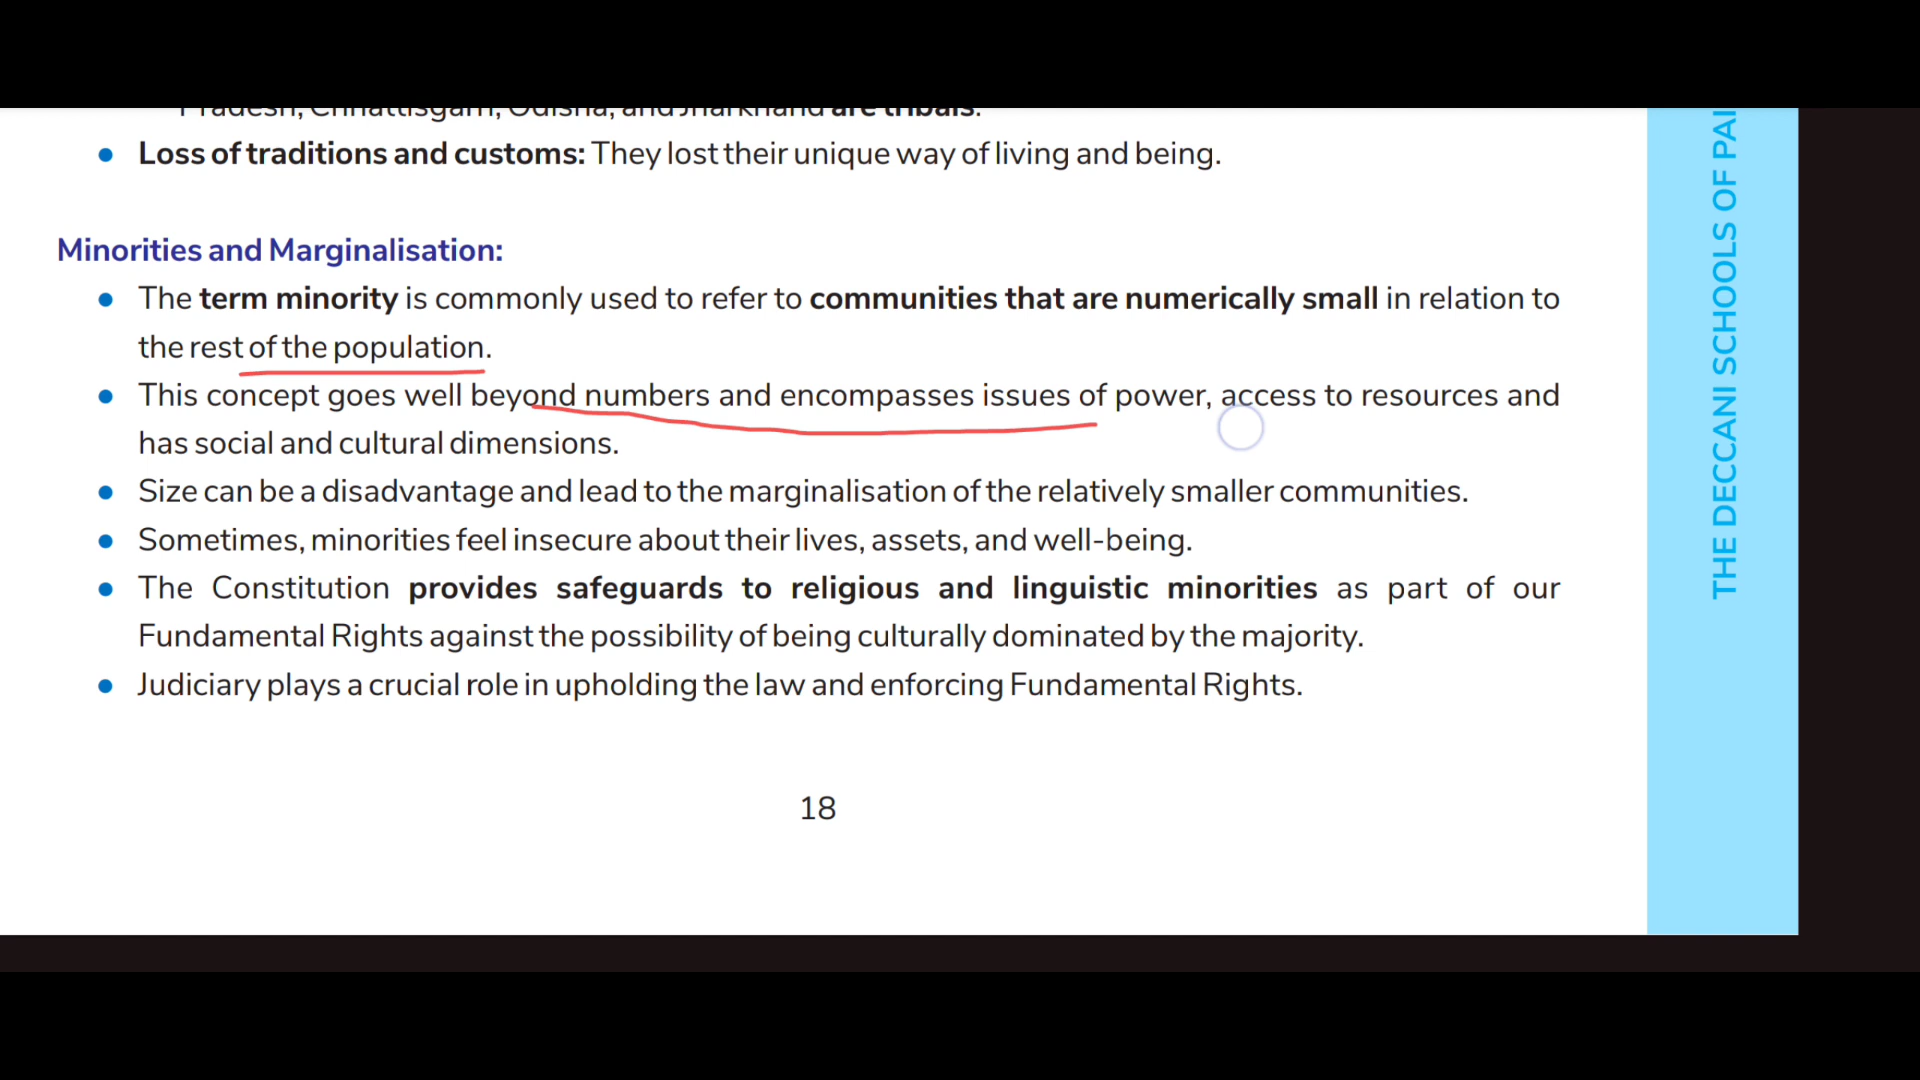 Pradesh, Chhattisgarh, Odisha, and Jharkhand are tribals.
● Loss of traditions and customs: They lost their unique way of living and being.
Minorities and Marginalisation:
● The term minority is commonly used to refer to communities that are numerically small in relation to
the rest of the population.
● This concept goes well beyond numbers and encompasses issues of power, access to resources and
has social and cultural dimensions.
● Size can be a disadvantage and lead to the marginalisation of the relatively smaller communities.
● Sometimes, minorities feel insecure about their lives, assets, and well-being.
● The Constitution provides safeguards to religious and linguistic minorities as part of our
Fundamental Rights against the possibility of being culturally dominated by the majority.
● Judiciary plays a crucial role in upholding the law and enforcing Fundamental Rights.
18
THE DECCANI SCHOOLS OF PAI